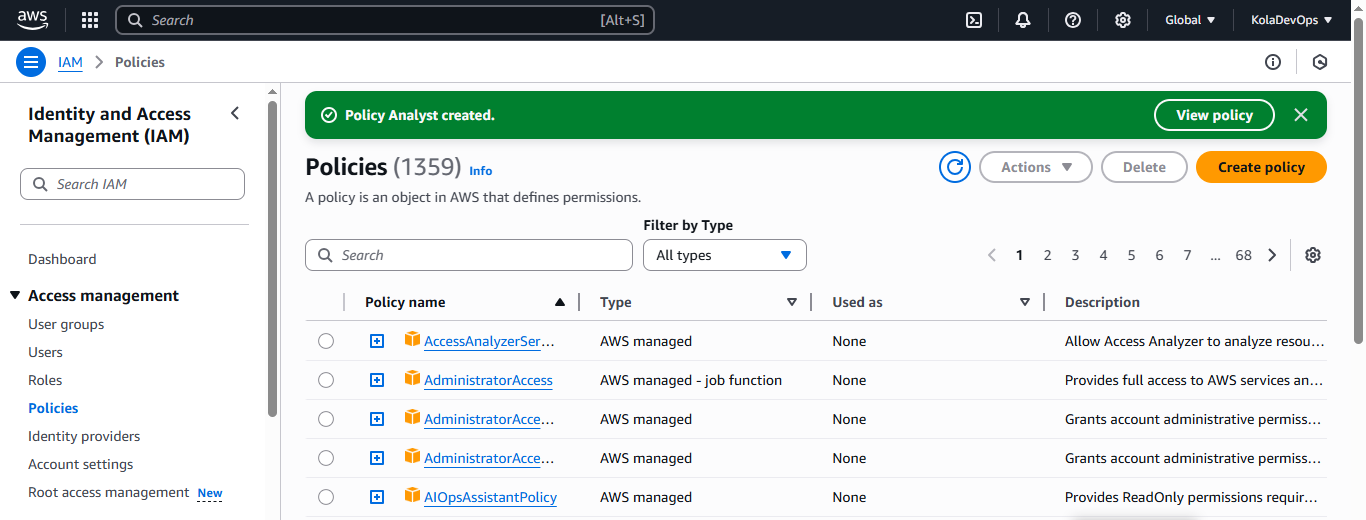 aws Search [Alt+S] Global KolaDevOps
IAM Policies
Identity and Access
Management (IAM)
Search IAM
Dashboard
Access management
User groups
Users
Roles
Policies
Identity providers
Account settings
Root access management New
Policy Analyst created. View policy
Policies (1359) Info Actions Delete Create policy
A policy is an object in AWS that defines permissions.
Filter by Type
Search All types 1 2 3 4 5 6 7 ... 68
Policy name Type Used as Description
AccessAnalyzerSer... AWS managed None Allow Access Analyzer to analyze resou...
AdministratorAccess AWS managed - job function None Provides full access to AWS services an...
AdministratorAcce... AWS managed None Grants account administrative permiss...
AdministratorAcce... AWS managed None Grants account administrative permiss...
AIOpsAssistantPolicy AWS managed None Provides ReadOnly permissions requir...